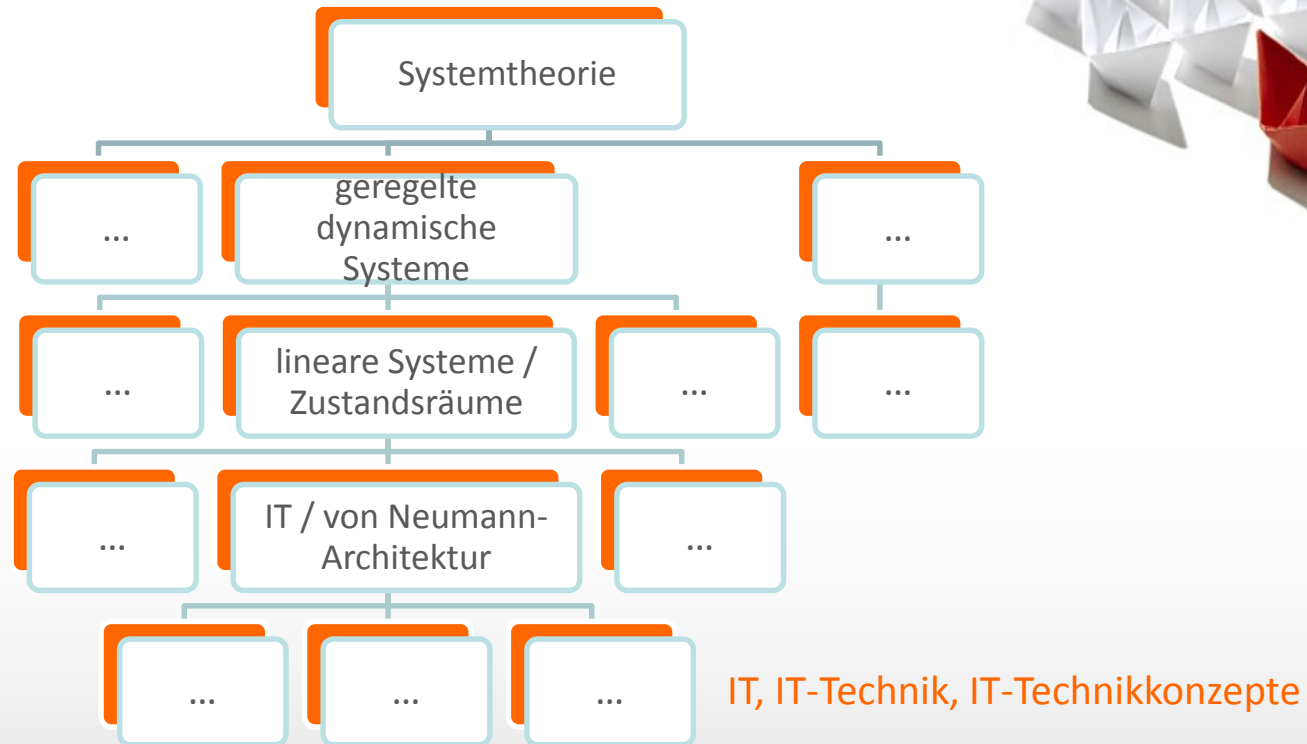 Systemtheorie
...
geregelte
dynamische
Systeme
...
...
lineare Systeme /
Zustandsräume
...
...
...
IT / von Neumann-
Architektur
...
...
...
...
IT, IT-Technik, IT-Technikkonzepte